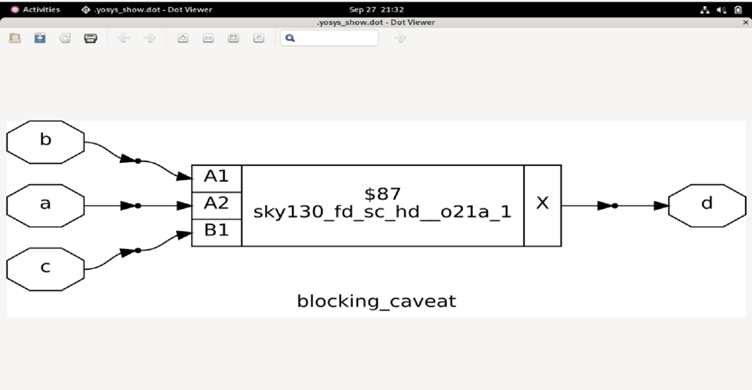 Activities
.yosys_show.dot - Dot Viewer
Sep 27 21:32
.yosys_show.dot - Dot Viewer
b
a
c
A1
A2
B1
$87
sky130_fd_sc_hd__o21a_1
X
d
blocking_caveat